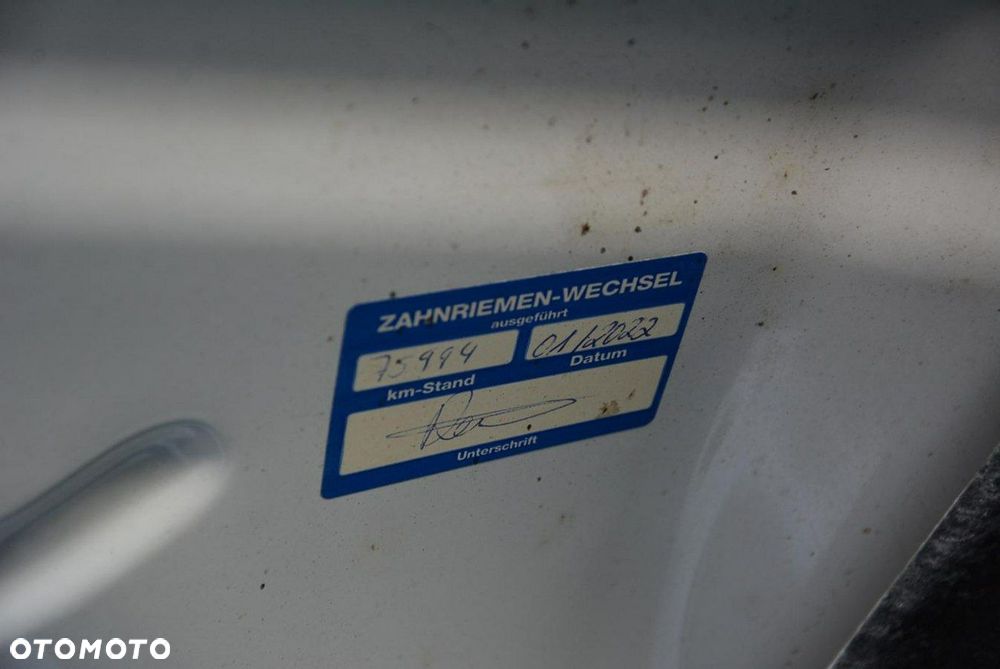 ZAHNRIEMEN-WECHSEL
ausgeführt
75994 01/2022
km-Stand Datum
Unterschrift
OTOMOTO